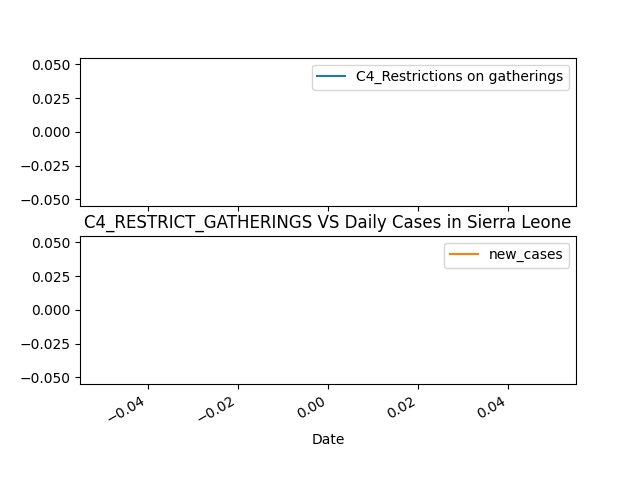 C4_Restrictions on gatherings
0.050
0.025
0.000
−0.025
−0.050
C4_RESTRICT_GATHERINGS VS Daily Cases in Sierra Leone
new_cases
0.050
0.025
0.000
−0.025
−0.050
−0.04 −0.02 0.00 0.02 0.04
Date